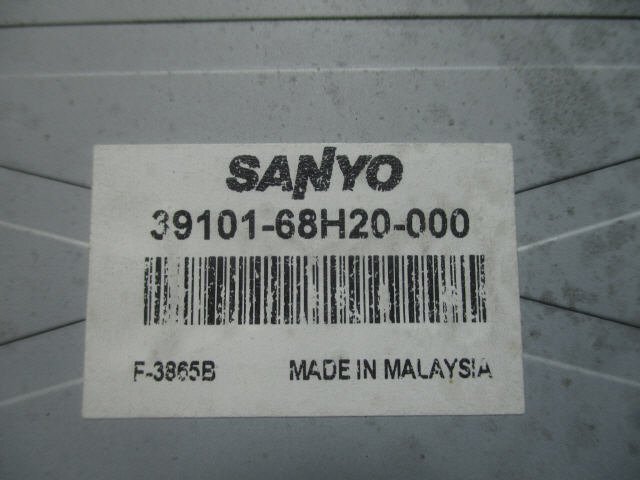 SANYO
39101-68H20-000
F-3865B MADE IN MALAYSIA